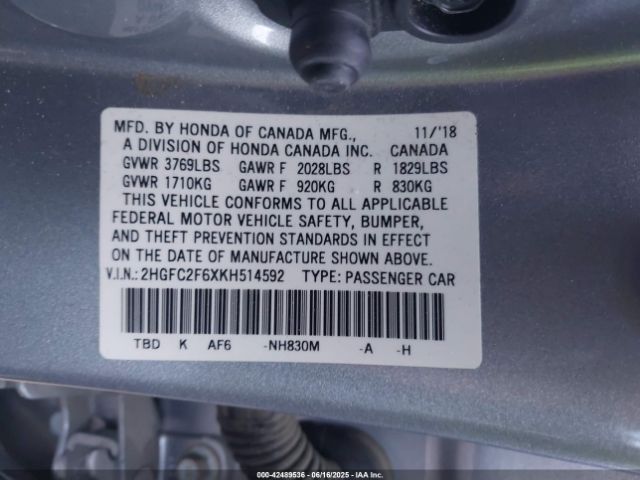 MFD. BY HONDA OF CANADA MFG., 11/'18
A DIVISION OF HONDA CANADA INC. CANADA
GVWR 3769LBS GAWR F 2028LBS R 1829LBS
GVWR 1710KG GAWR F 920KG R 830KG
THIS VEHICLE CONFORMS TO ALL APPLICABLE
FEDERAL MOTOR VEHICLE SAFETY, BUMPER,
AND THEFT PREVENTION STANDARDS IN EFFECT
ON THE DATE OF MANUFACTURE SHOWN ABOVE.
V.I.N.: 2HGFC2F6XKH514592 TYPE: PASSENGER CAR
TBD K AF6 -NH830M -A -H
000-42489536 - 06/16/2025 - IAA Inc.